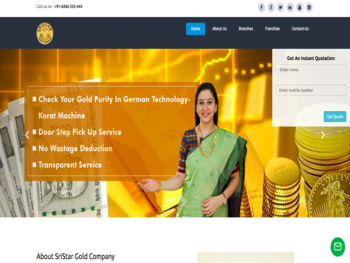 Call us on : +91-6366 333 444
Home
About Us
Branches
Franchise
Contact Us
Get An Instant Quotation:
Enter name
Enter mobile number
Get Quote
Check Your Gold Purity In German Technology-
Karat Machine
Door Step Pick Up Service
No Wastage Deduction
Transparent Service
About SriStar Gold Company